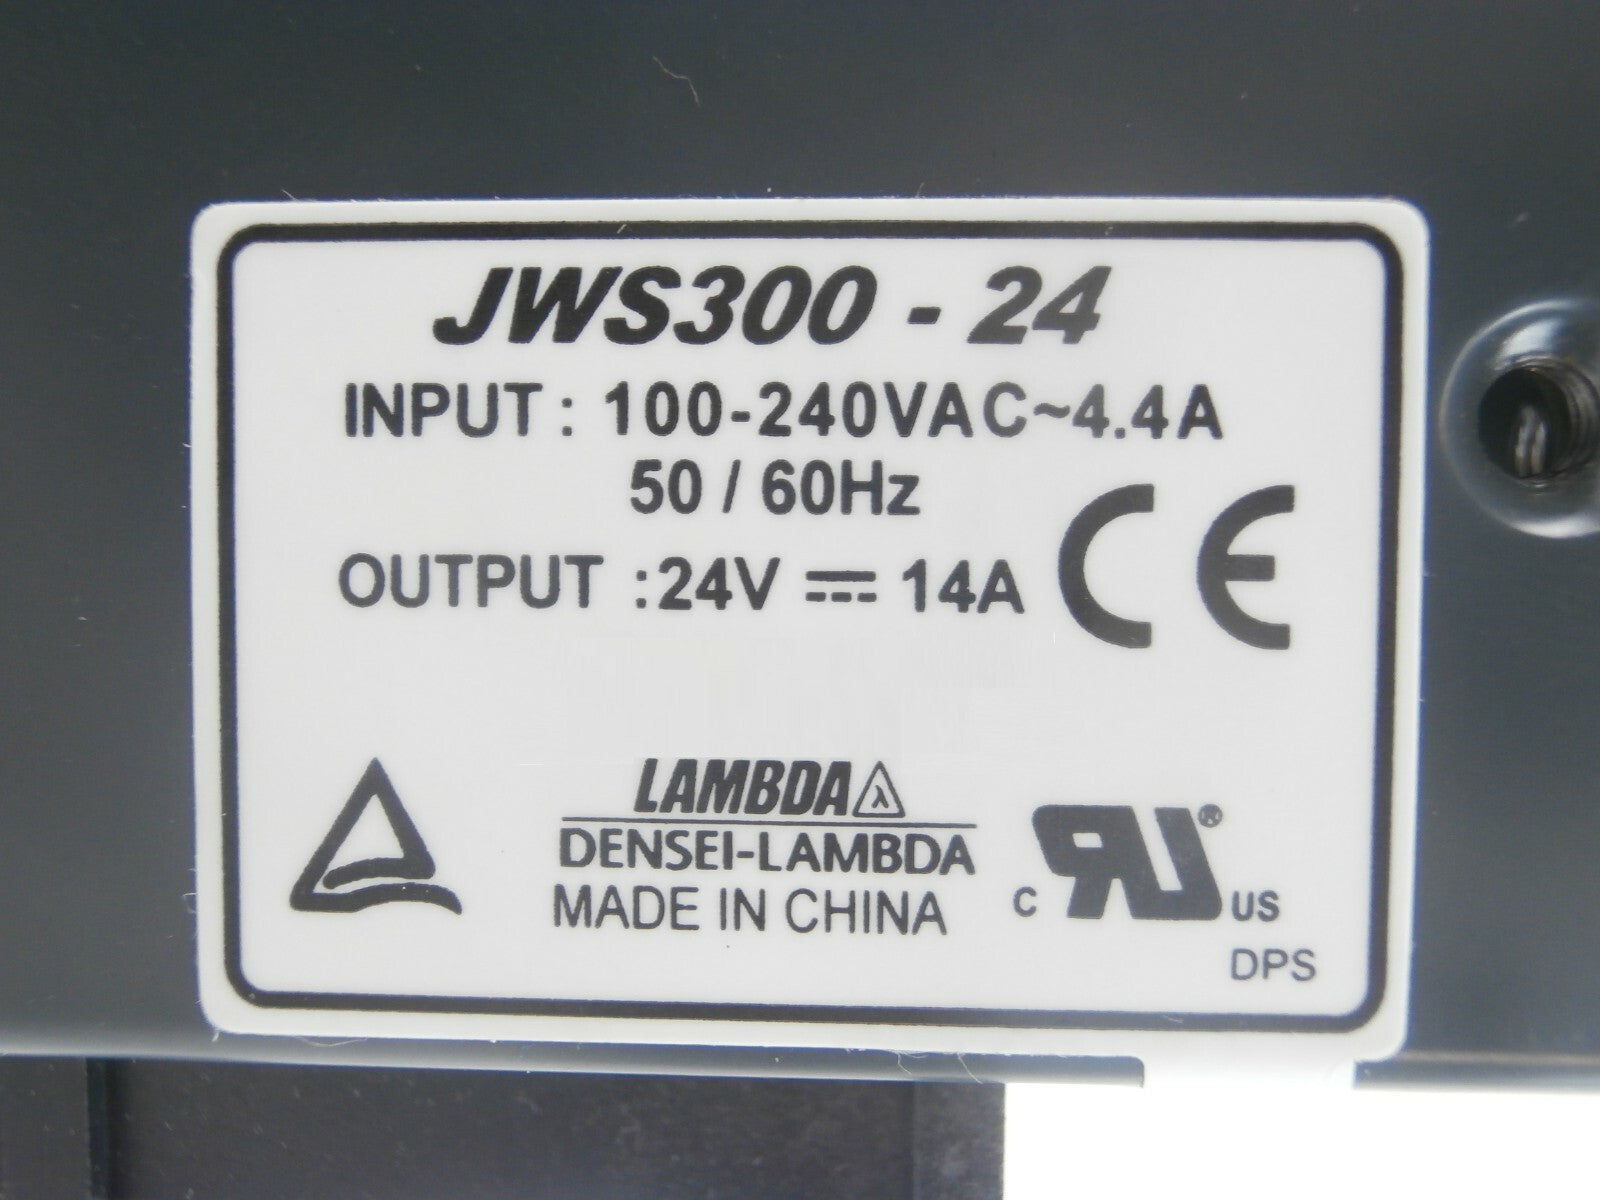 JWS300 - 24
INPUT : 100-240VAC~4.4A
50 / 60Hz
OUTPUT : 24V ⎓ 14A
CE
LAMBDA λ
DENSEI-LAMBDA
MADE IN CHINA
C RU ® US
DPS